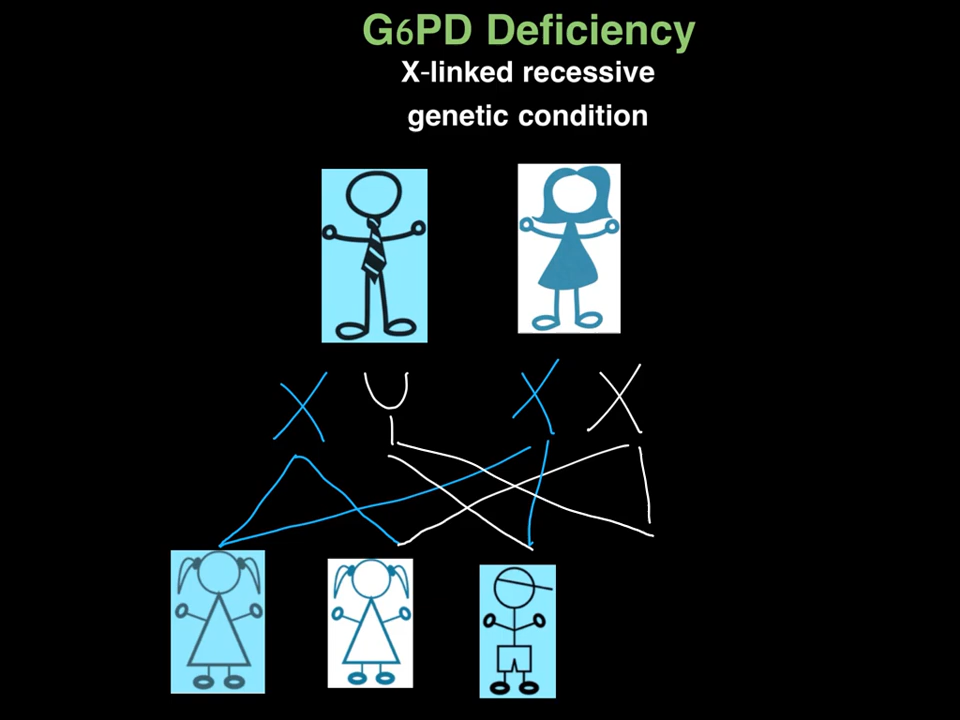 G6PD Deficiency
X-linked recessive
genetic condition
X Y X X